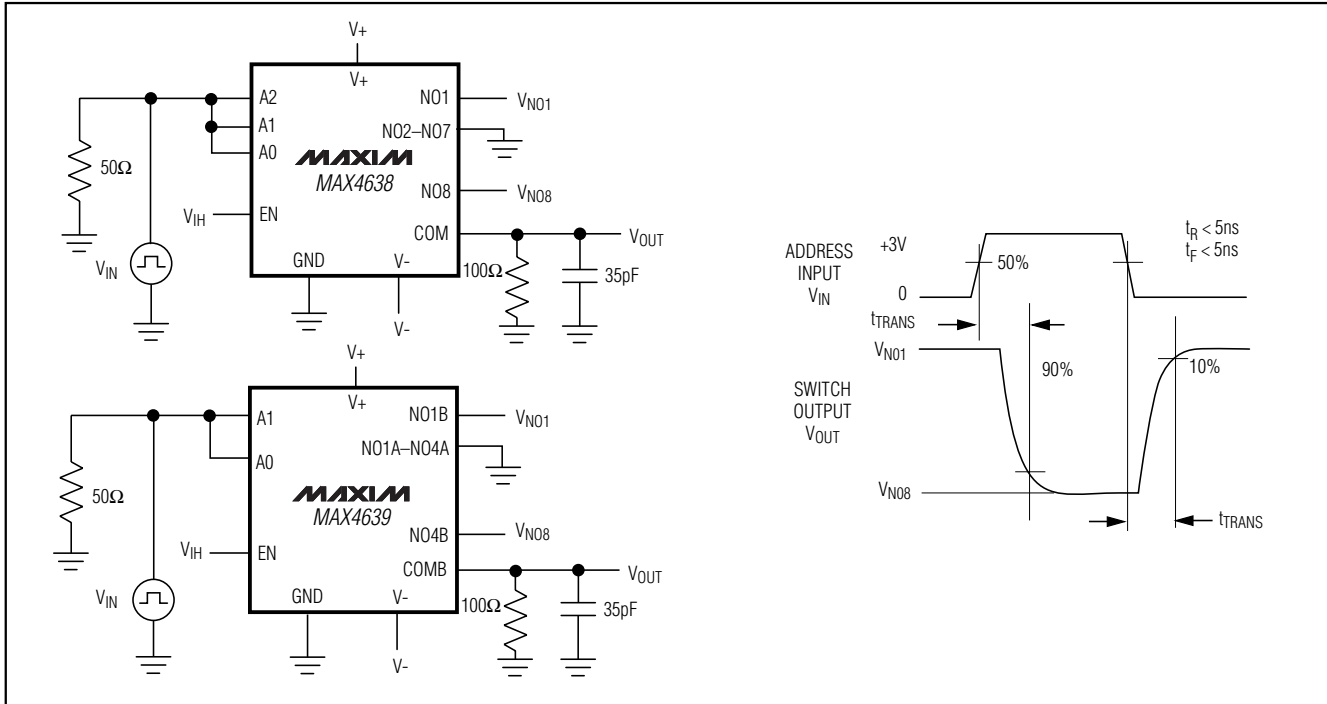 V+
V+
A2
A1
A0
50Ω
VIH
EN
VIN
GND
V-
V-
MAXIM
MAX4638
NO1
VNO1
NO2–NO7
NO8
VNO8
COM
VOUT
100Ω
35pF
V+
V+
A1
A0
50Ω
VIH
EN
VIN
GND
V-
V-
MAXIM
MAX4639
NO1B
VNO1
NO1A–NO4A
NO4B
VNO8
COMB
VOUT
100Ω
35pF
ADDRESS
INPUT
VIN
+3V
0
50%
tR < 5ns
tF < 5ns
tTRANS
VNO1
90%
10%
SWITCH
OUTPUT
VOUT
VNO8
tTRANS